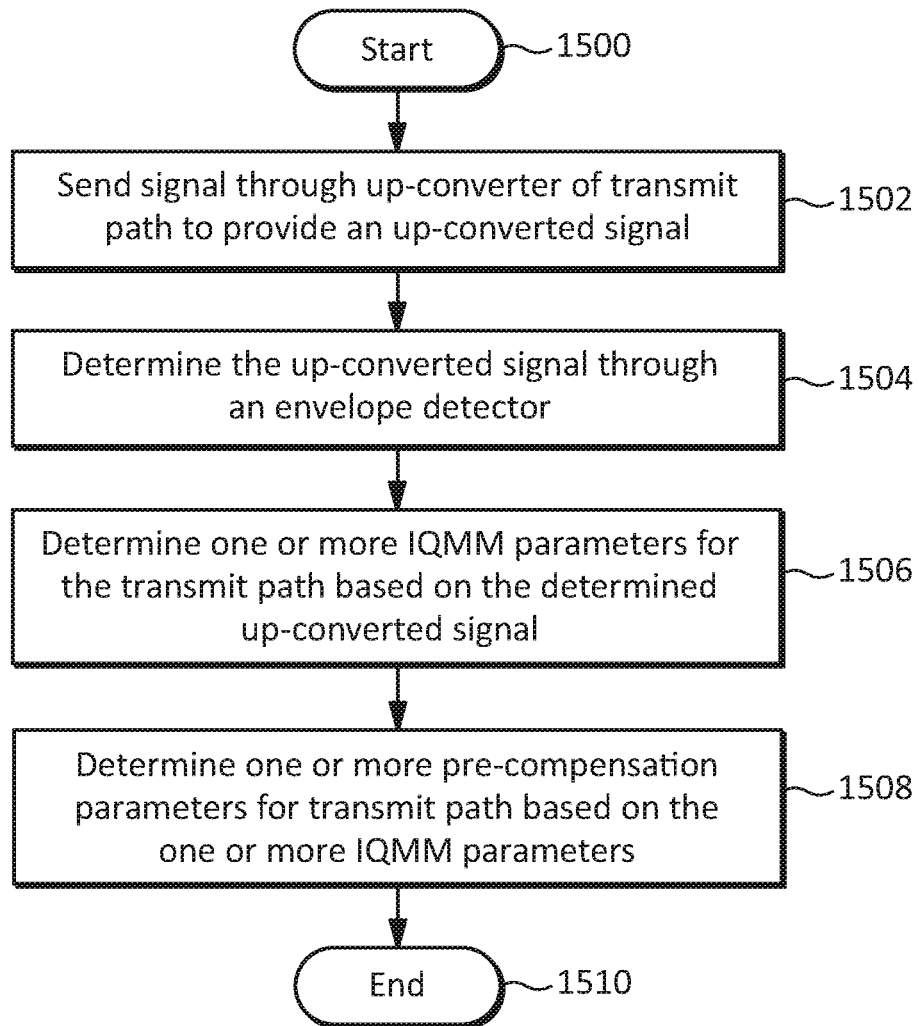 Start
1500
Send signal through up-converter of transmit
path to provide an up-converted signal
1502
Determine the up-converted signal through
an envelope detector
1504
Determine one or more IQMM parameters for
the transmit path based on the determined
up-converted signal
1506
Determine one or more pre-compensation
parameters for transmit path based on the
one or more IQMM parameters
1508
End
1510